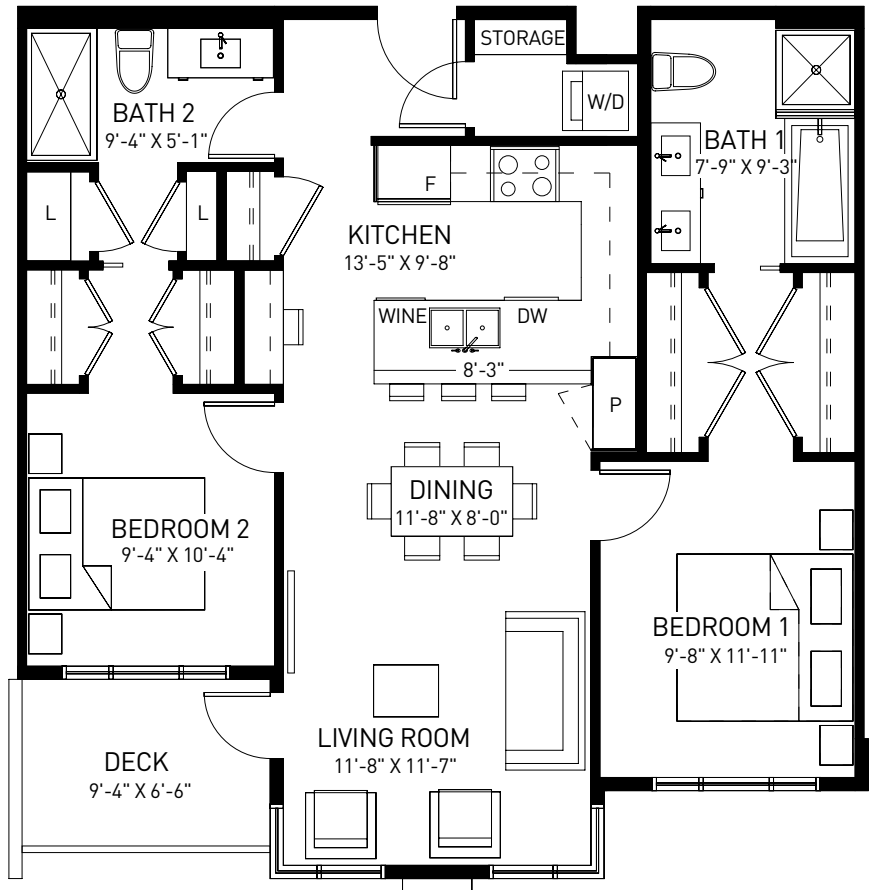 STORAGE
W/D
BATH 2
9'-4" X 5'-1"
BATH 1
7'-9" X 9'-3"
L
L
F
KITCHEN
13'-5" X 9'-8"
WINE
DW
8'-3"
P
DINING
11'-8" X 8'-0"
BEDROOM 2
9'-4" X 10'-4"
BEDROOM 1
9'-8" X 11'-11"
LIVING ROOM
11'-8" X 11'-7"
DECK
9'-4" X 6'-6"